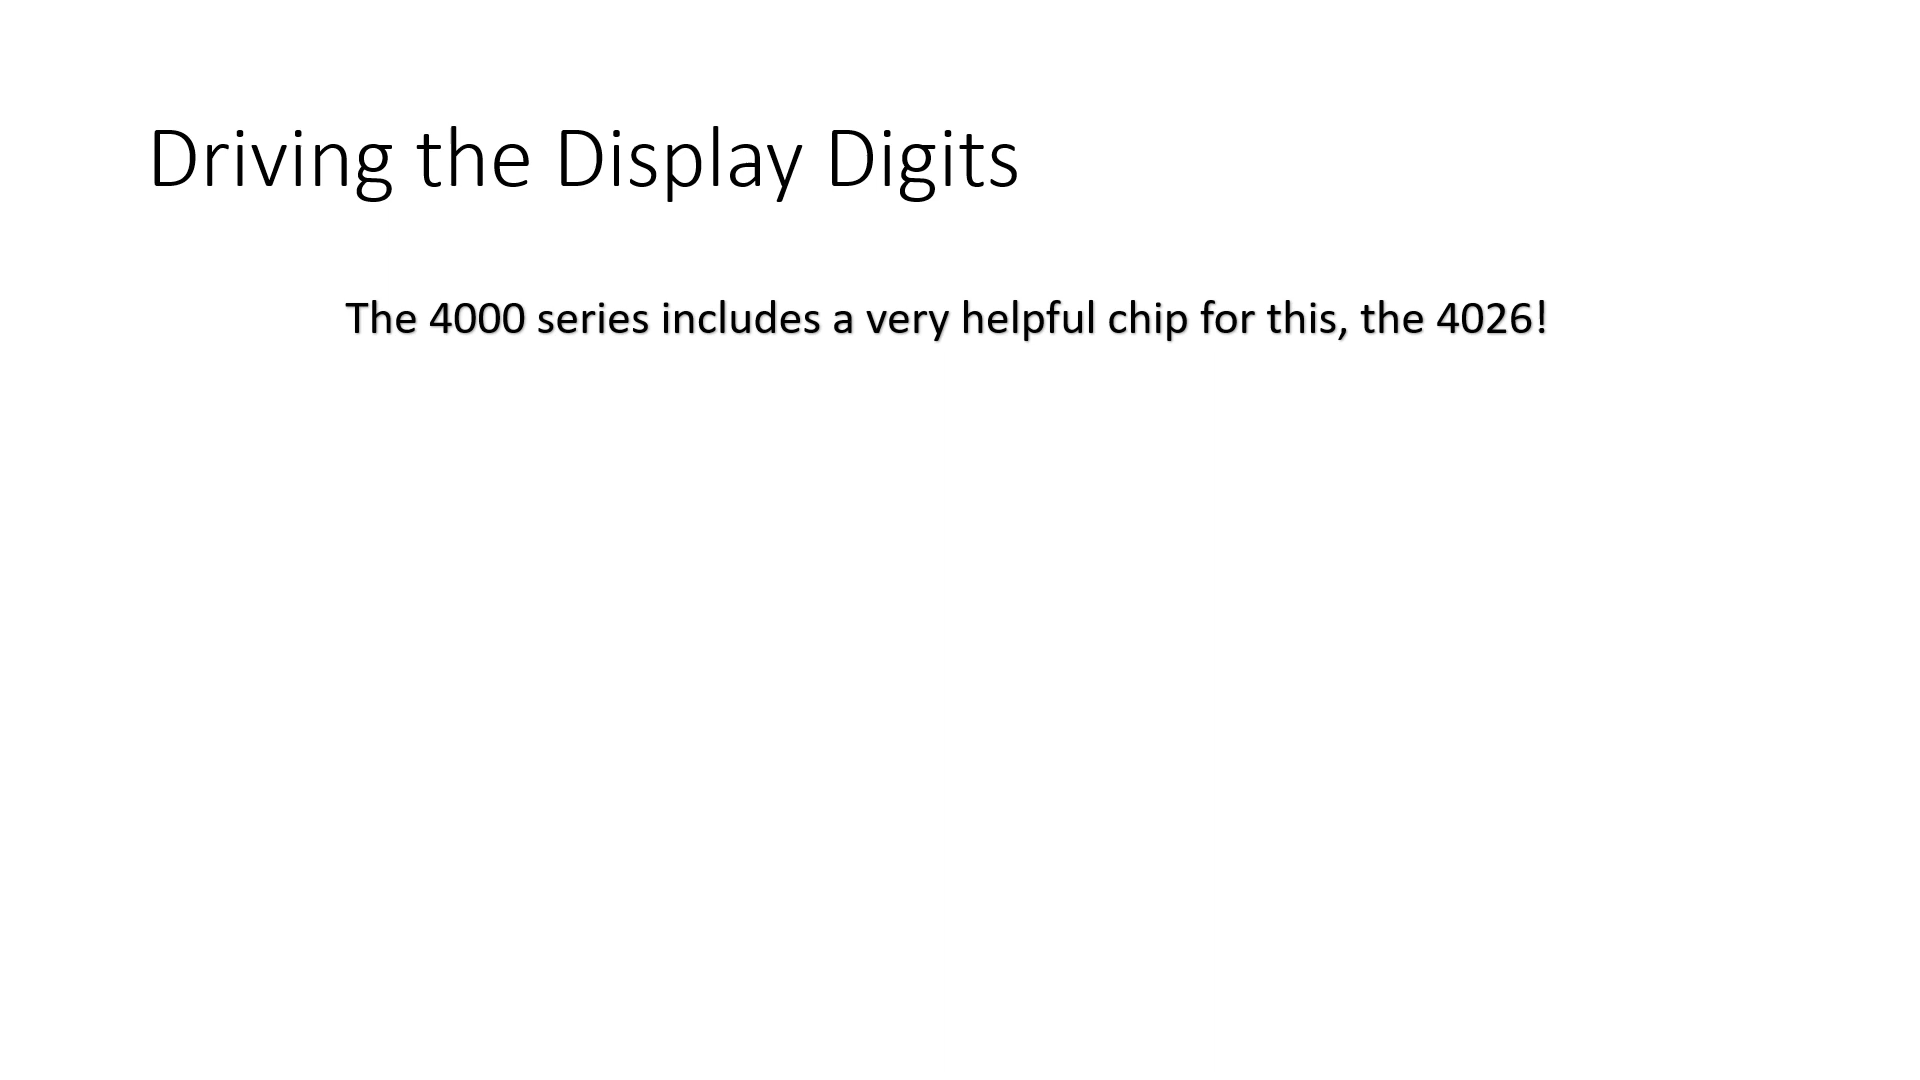 Driving the Display Digits
The 4000 series includes a very helpful chip for this, the 4026!